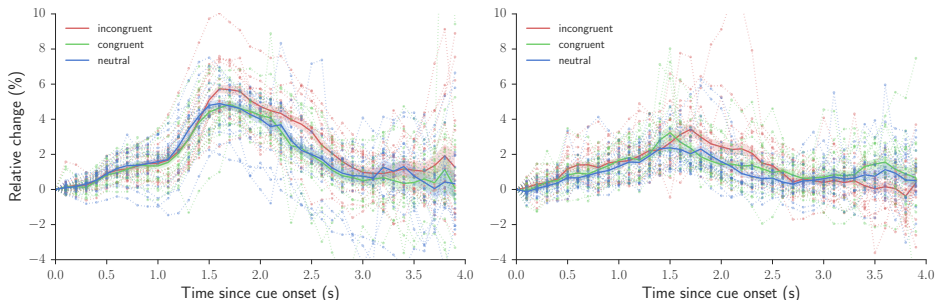 Relative change (%)
10
8
6
4
2
0
−2
−4
incongruent
congruent
neutral
0.0 0.5 1.0 1.5 2.0 2.5 3.0 3.5 4.0
Time since cue onset (s)
10
8
6
4
2
0
−2
−4
incongruent
congruent
neutral
0.0 0.5 1.0 1.5 2.0 2.5 3.0 3.5 4.0
Time since cue onset (s)